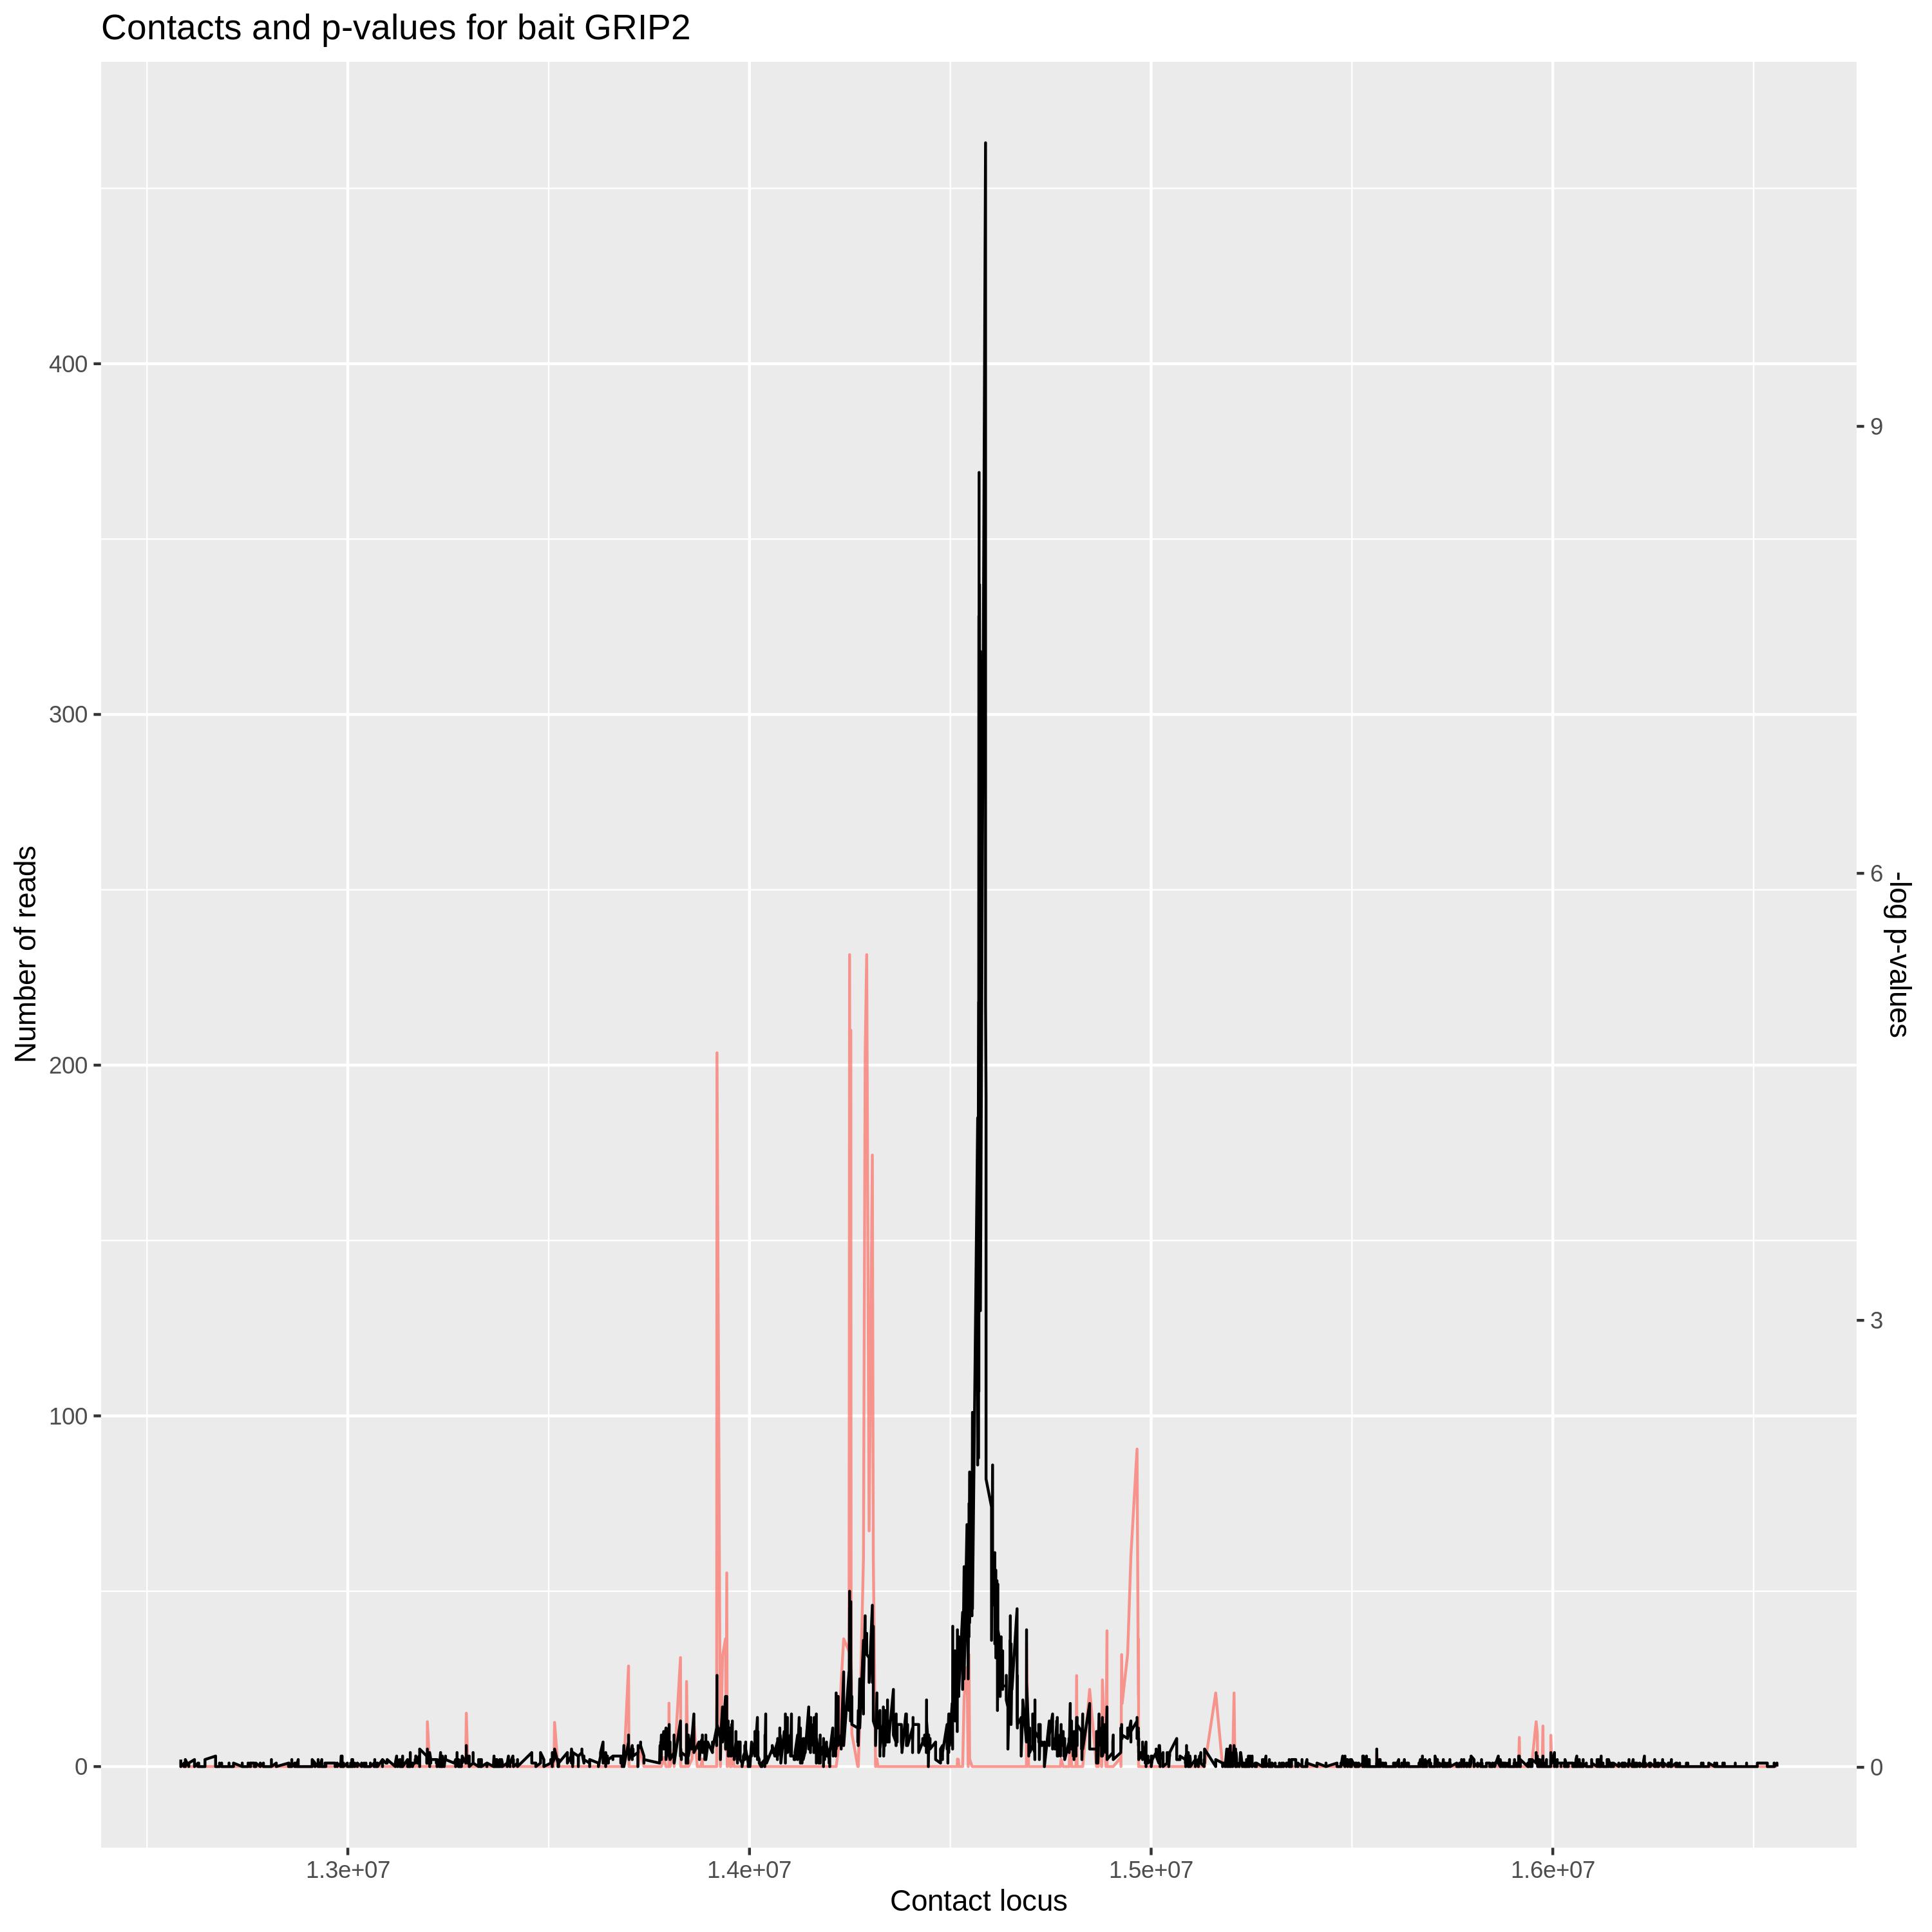 Contacts and p-values for bait GRIP2
Number of reads
400
300
200
100
0
9
6
3
0
-log p-values
1.3e+07
1.4e+07
1.5e+07
1.6e+07
Contact locus